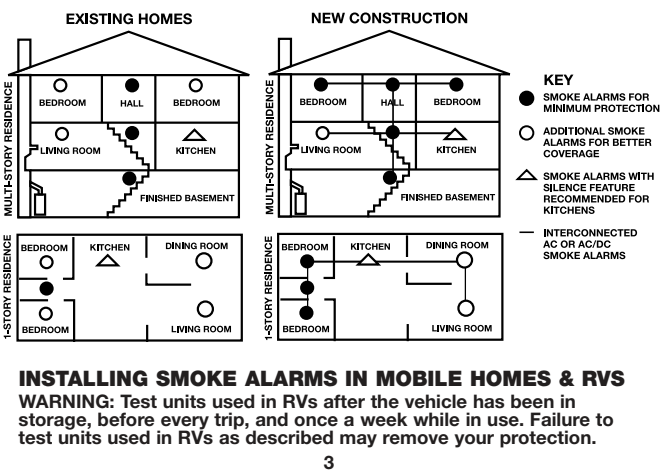 EXISTING HOMES
NEW CONSTRUCTION
MULTI-STORY RESIDENCE
BEDROOM
HALL
BEDROOM
LIVING ROOM
KITCHEN
FINISHED BASEMENT
MULTI-STORY RESIDENCE
BEDROOM
HALL
BEDROOM
LIVING ROOM
KITCHEN
FINISHED BASEMENT
KEY
SMOKE ALARMS FOR
MINIMUM PROTECTION
ADDITIONAL SMOKE
ALARMS FOR BETTER
COVERAGE
SMOKE ALARMS WITH
SILENCE FEATURE
RECOMMENDED FOR
KITCHENS
INTERCONNECTED
AC OR AC/DC
SMOKE ALARMS
1-STORY RESIDENCE
BEDROOM
KITCHEN
DINING ROOM
BEDROOM
LIVING ROOM
1-STORY RESIDENCE
BEDROOM
KITCHEN
DINING ROOM
BEDROOM
LIVING ROOM
INSTALLING SMOKE ALARMS IN MOBILE HOMES & RVS
WARNING: Test units used in RVs after the vehicle has been in
storage, before every trip, and once a week while in use. Failure to
test units used in RVs as described may remove your protection.
3